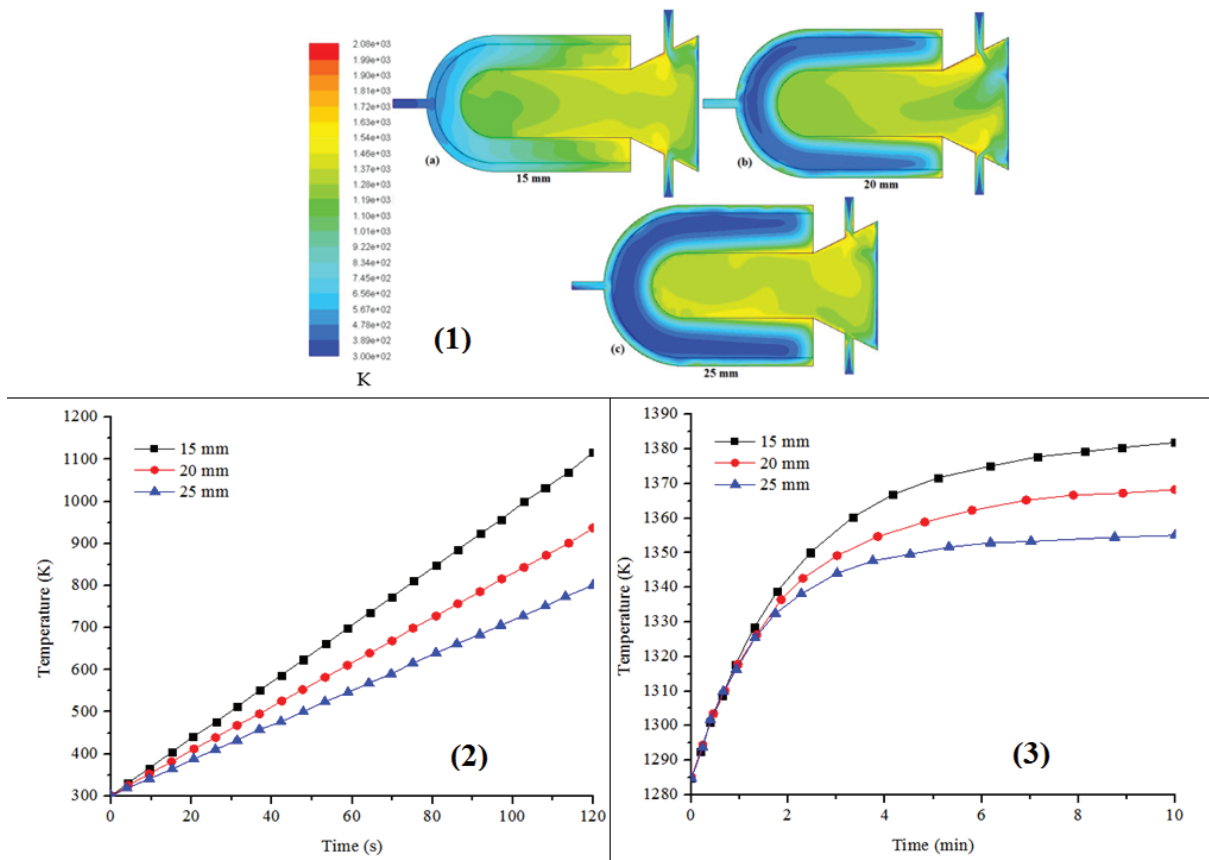 2.08e+03
1.99e+03
1.90e+03
1.81e+03
1.72e+03
1.63e+03
1.54e+03
1.46e+03
1.37e+03
1.28e+03
1.19e+03
1.10e+03
9.22e+02
8.34e+02
7.45e+02
6.56e+02
5.67e+02
4.78e+02
3.89e+02
3.00e+02
K
(a)
15 mm
(b)
20 mm
(c)
25 mm
(1)
1200
1100
1000
900
800
700
600
500
400
300
Temperature (K)
15 mm
20 mm
25 mm
(2)
0 20 40 60 80 100 120
Time (s)
1390
1380
1370
1360
1350
1340
1330
1320
1310
1300
1290
1280
Temperature (K)
15 mm
20 mm
25 mm
(3)
0 2 4 6 8 10
Time (min)